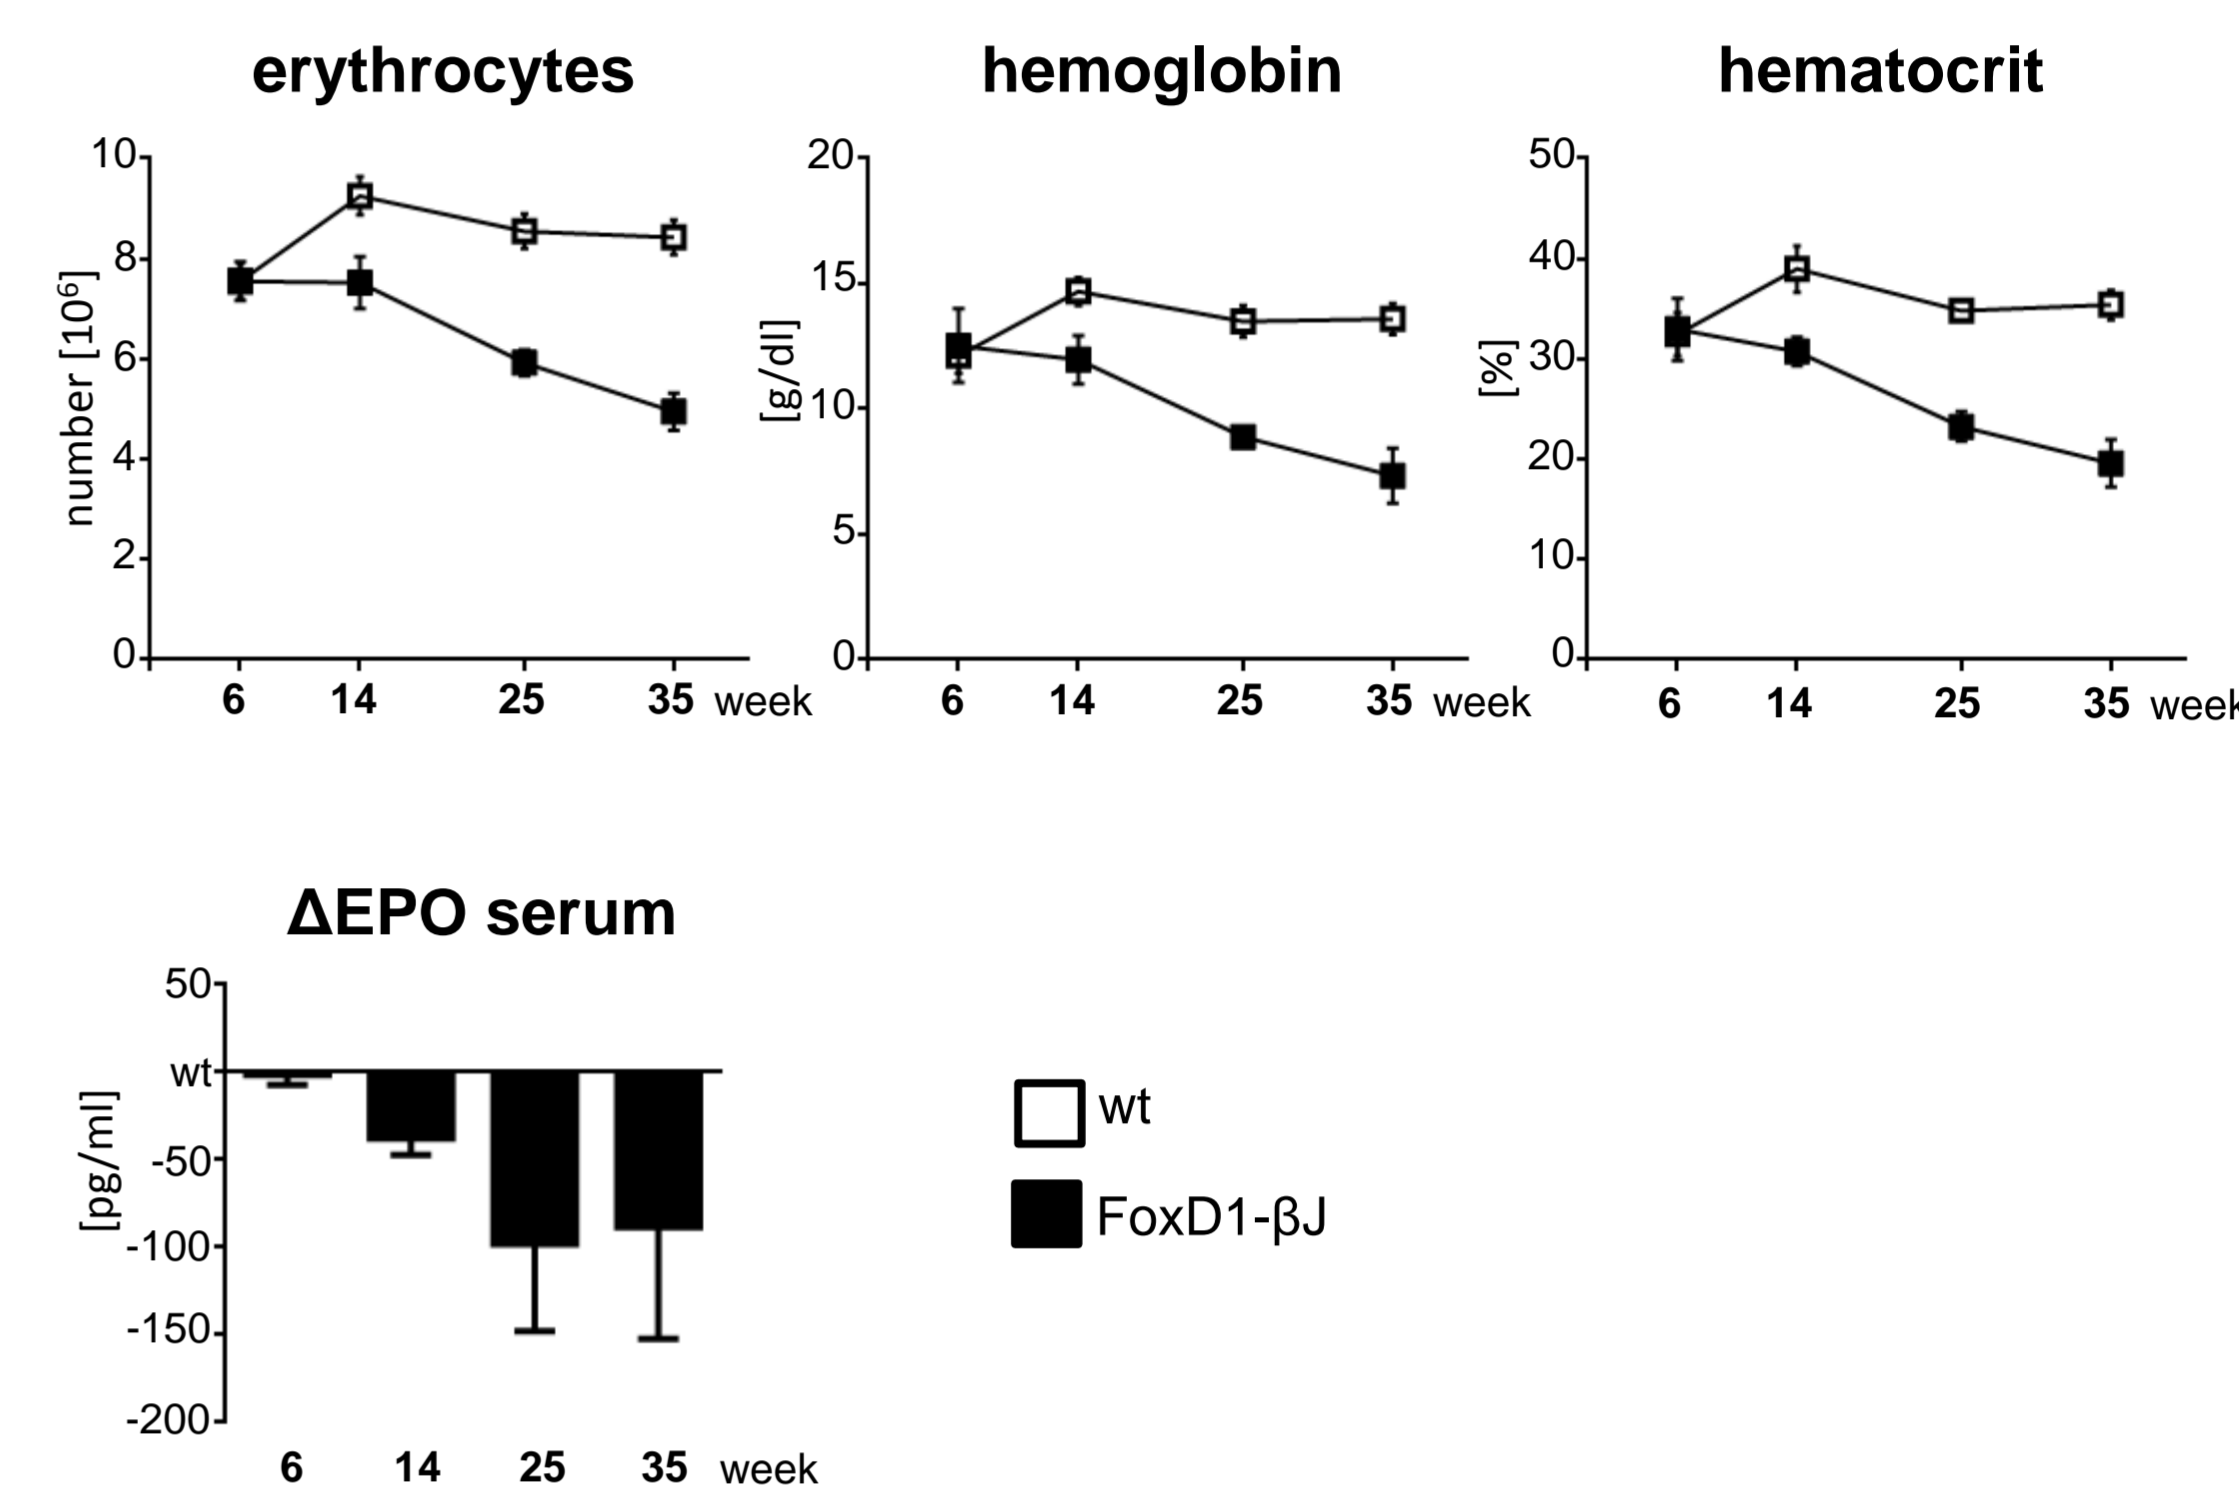 erythrocytes
number [10⁶]
10
8
6
4
2
0
6 14 25 35 week
hemoglobin
[g/dl]
20
15
10
5
0
6 14 25 35 week
hematocrit
[%]
50
40
30
20
10
0
6 14 25 35 week
ΔEPO serum
[pg/ml]
50
wt
-50
-100
-150
-200
6 14 25 35 week
wt
FoxD1-βJ